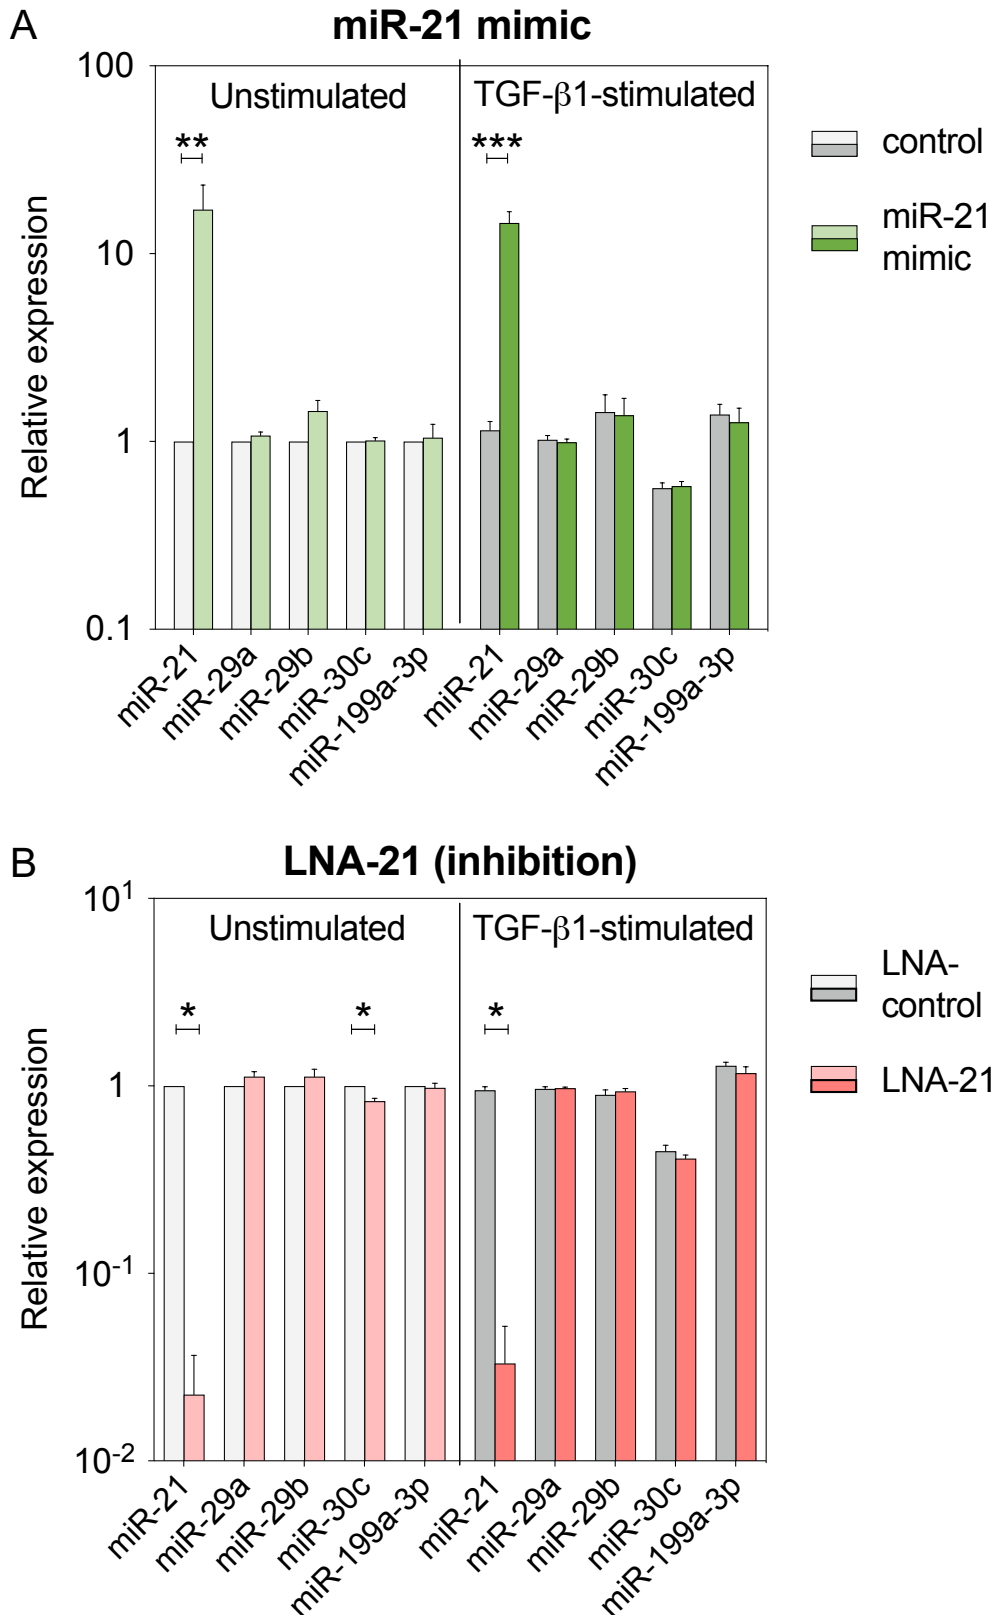 A
miR-21 mimic
100
10
1
0.1
Relative expression
Unstimulated
TGF-β1-stimulated
**
***
control
miR-21
mimic
miR-21
miR-29a
miR-29b
miR-30c
miR-199a-3p
miR-21
miR-29a
miR-29b
miR-30c
miR-199a-3p
B
LNA-21 (inhibition)
10¹
1
10⁻¹
10⁻²
Relative expression
Unstimulated
TGF-β1-stimulated
*
*
*
LNA-
control
LNA-21
miR-21
miR-29a
miR-29b
miR-30c
miR-199a-3p
miR-21
miR-29a
miR-29b
miR-30c
miR-199a-3p